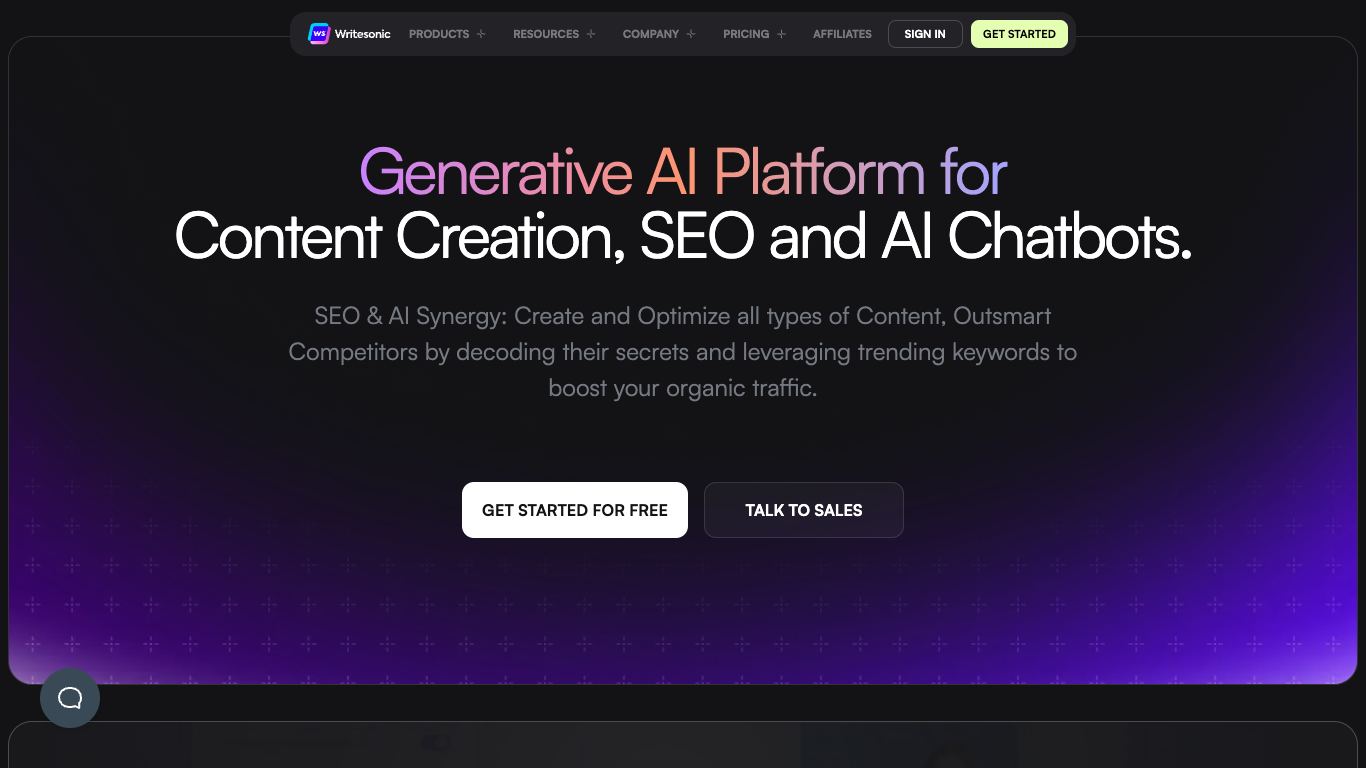 ws Writesonic PRODUCTS RESOURCES COMPANY PRICING AFFILIATES SIGN IN GET STARTED
Generative AI Platform for
Content Creation, SEO and AI Chatbots.
SEO & AI Synergy: Create and Optimize all types of Content, Outsmart
Competitors by decoding their secrets and leveraging trending keywords to
boost your organic traffic.
GET STARTED FOR FREE TALK TO SALES